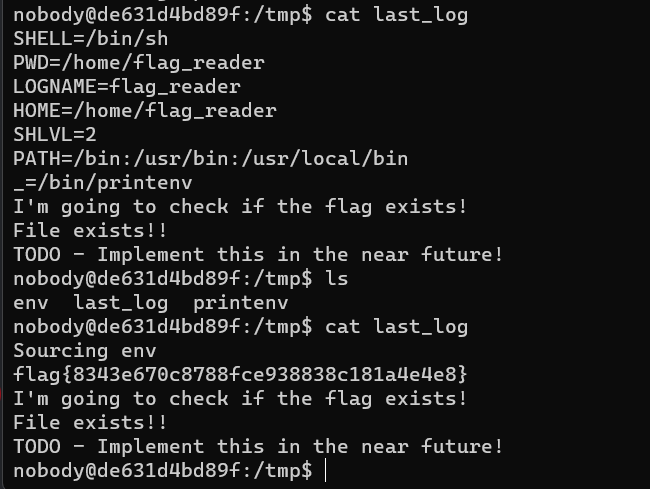 nobody@de631d4bd89f:/tmp$ cat last_log
SHELL=/bin/sh
PWD=/home/flag_reader
LOGNAME=flag_reader
HOME=/home/flag_reader
SHLVL=2
PATH=/bin:/usr/bin:/usr/local/bin
_=/bin/printenv
I'm going to check if the flag exists!
File exists!!
TODO - Implement this in the near future!
nobody@de631d4bd89f:/tmp$ ls
env  last_log  printenv
nobody@de631d4bd89f:/tmp$ cat last_log
Sourcing env
flag{8343e670c8788fce938838c181a4e4e8}
I'm going to check if the flag exists!
File exists!!
TODO - Implement this in the near future!
nobody@de631d4bd89f:/tmp$